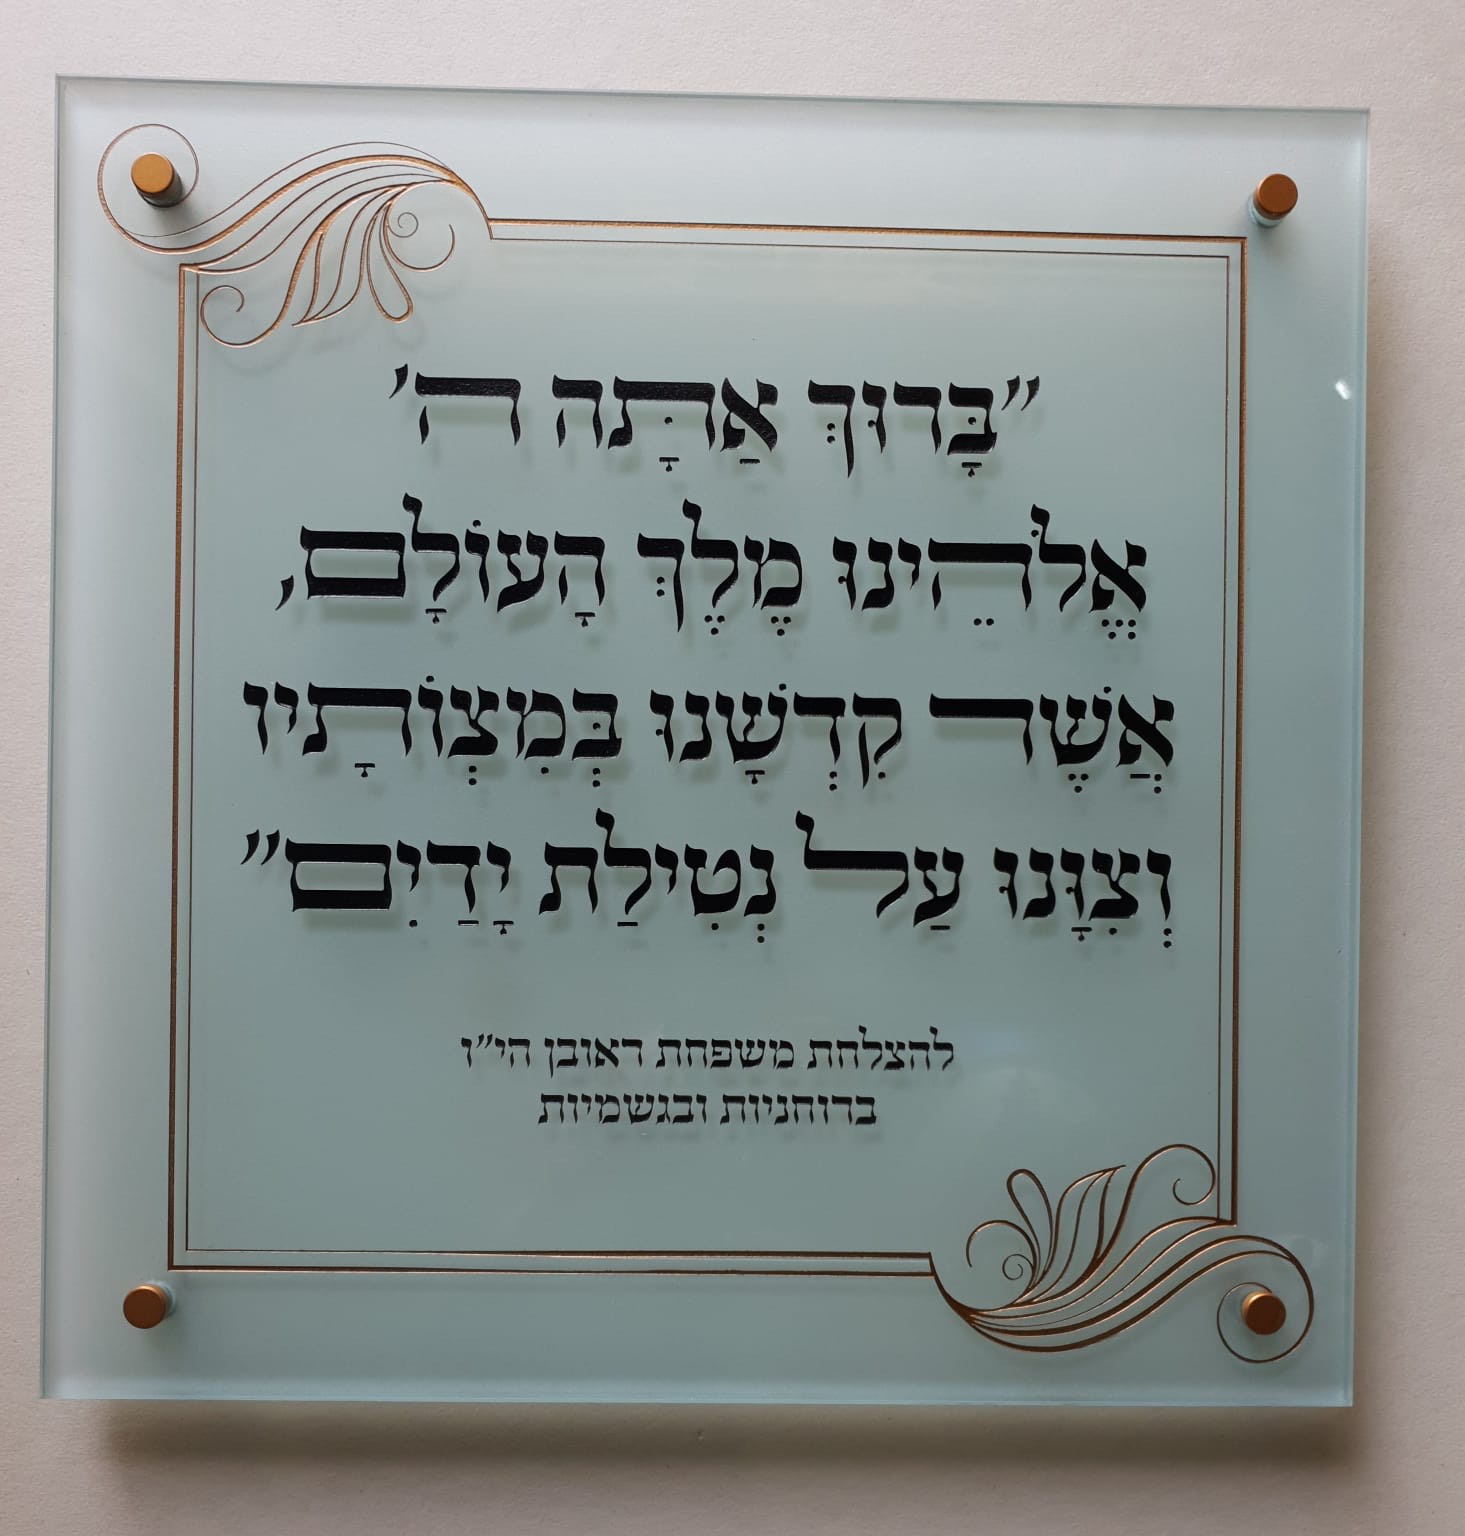 "בָּרוּךְ אַתָּה ה'
אֱלֹהֵינוּ מֶלֶךְ הָעוֹלָם,
אֲשֶׁר קִדְשָׁנוּ בְּמִצְוֹתָיו
וְצִוָּנוּ עַל נְטִילַת יָדַיִם"
להצלחת משפחת ראובן הי"ו
ברוחניות ובגשמיות